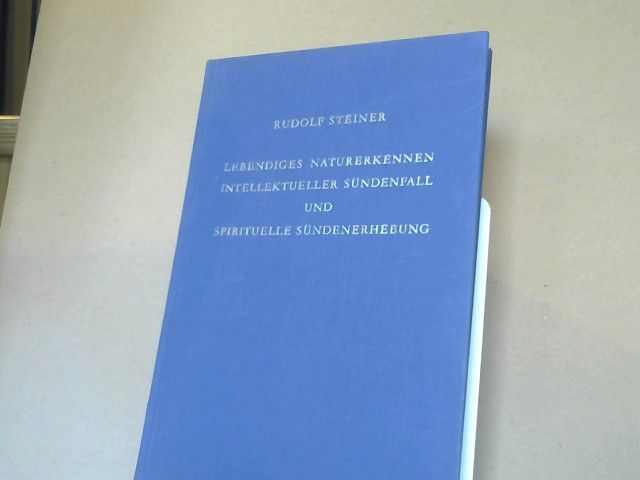 RUDOLF STEINER
LEBENDIGES NATURERKENNEN
INTELLEKTUELLER SÜNDENFALL
UND
SPIRITUELLE SÜNDENERHEBUNG